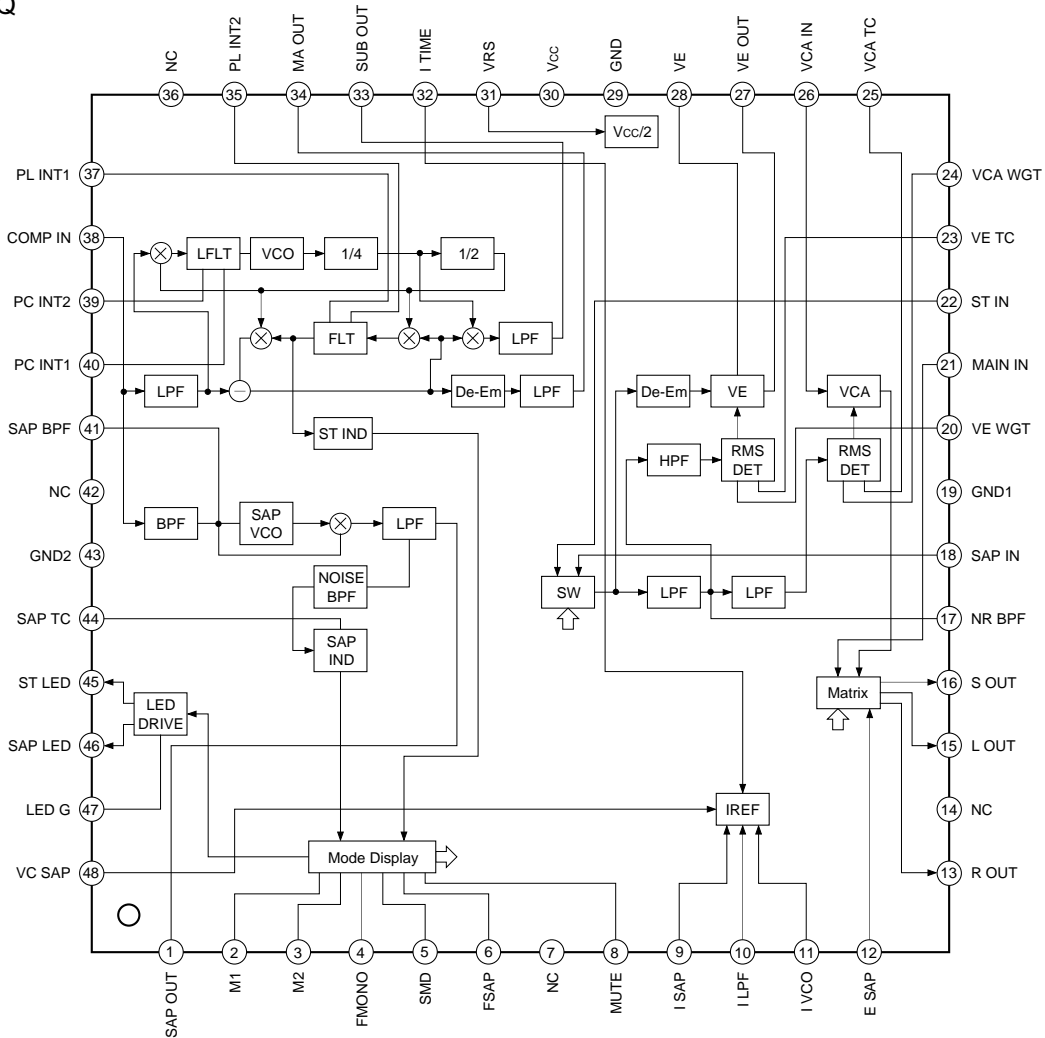 Q
NC
PL INT2
MA OUT
SUB OUT
I TIME
VRS
Vcc
GND
VE
VE OUT
VCA IN
VCA TC
36
35
34
33
32
31
30
29
28
27
26
25
Vcc/2
PL INT1
37
24
VCA WGT
COMP IN
38
LFLT
VCO
1/4
1/2
23
VE TC
PC INT2
39
22
ST IN
FLT
LPF
PC INT1
40
LPF
De-Em
LPF
De-Em
VE
VCA
21
MAIN IN
SAP BPF
41
ST IND
20
VE WGT
HPF
RMS
DET
RMS
DET
NC
42
19
GND1
BPF
SAP
VCO
LPF
GND2
43
18
SAP IN
NOISE
BPF
SW
LPF
LPF
SAP TC
44
17
NR BPF
SAP
IND
ST LED
45
16
S OUT
LED
DRIVE
Matrix
SAP LED
46
15
L OUT
LED G
47
IREF
14
NC
Mode Display
VC SAP
48
13
R OUT
1
2
3
4
5
6
7
8
9
10
11
12
SAP OUT
M1
M2
FMONO
SMD
FSAP
NC
MUTE
I SAP
I LPF
I VCO
E SAP